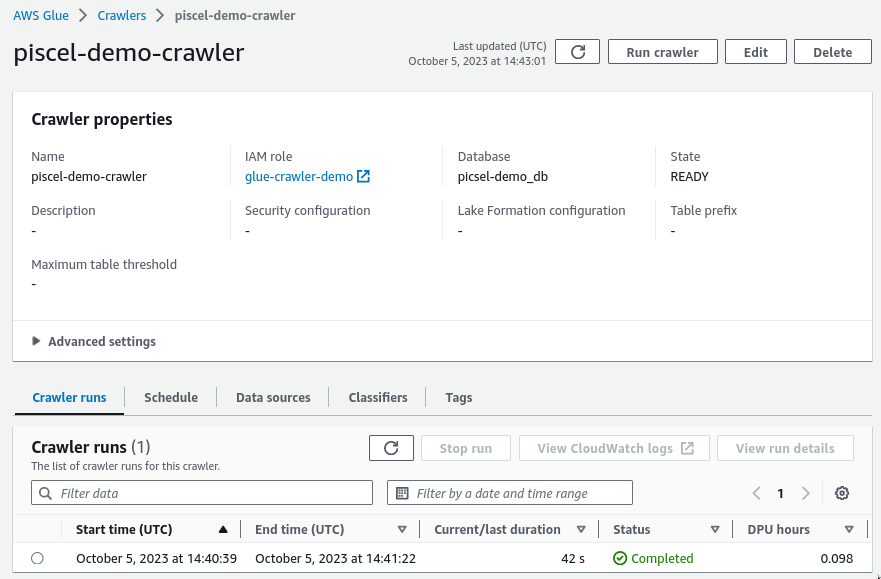 AWS Glue > Crawlers > piscel-demo-crawler
piscel-demo-crawler
Last updated (UTC)
October 5, 2023 at 14:43:01
Run crawler Edit Delete
Crawler properties
Name IAM role Database State
piscel-demo-crawler glue-crawler-demo picsel-demo_db READY
Description Security configuration Lake Formation configuration Table prefix
- - - -
Maximum table threshold
-
Advanced settings
Crawler runs Schedule Data sources Classifiers Tags
Crawler runs (1)
The list of crawler runs for this crawler.
Stop run View CloudWatch logs View run details
Filter data Filter by a date and time range 1
Start time (UTC) End time (UTC) Current/last duration Status DPU hours
October 5, 2023 at 14:40:39 October 5, 2023 at 14:41:22 42 s Completed 0.098